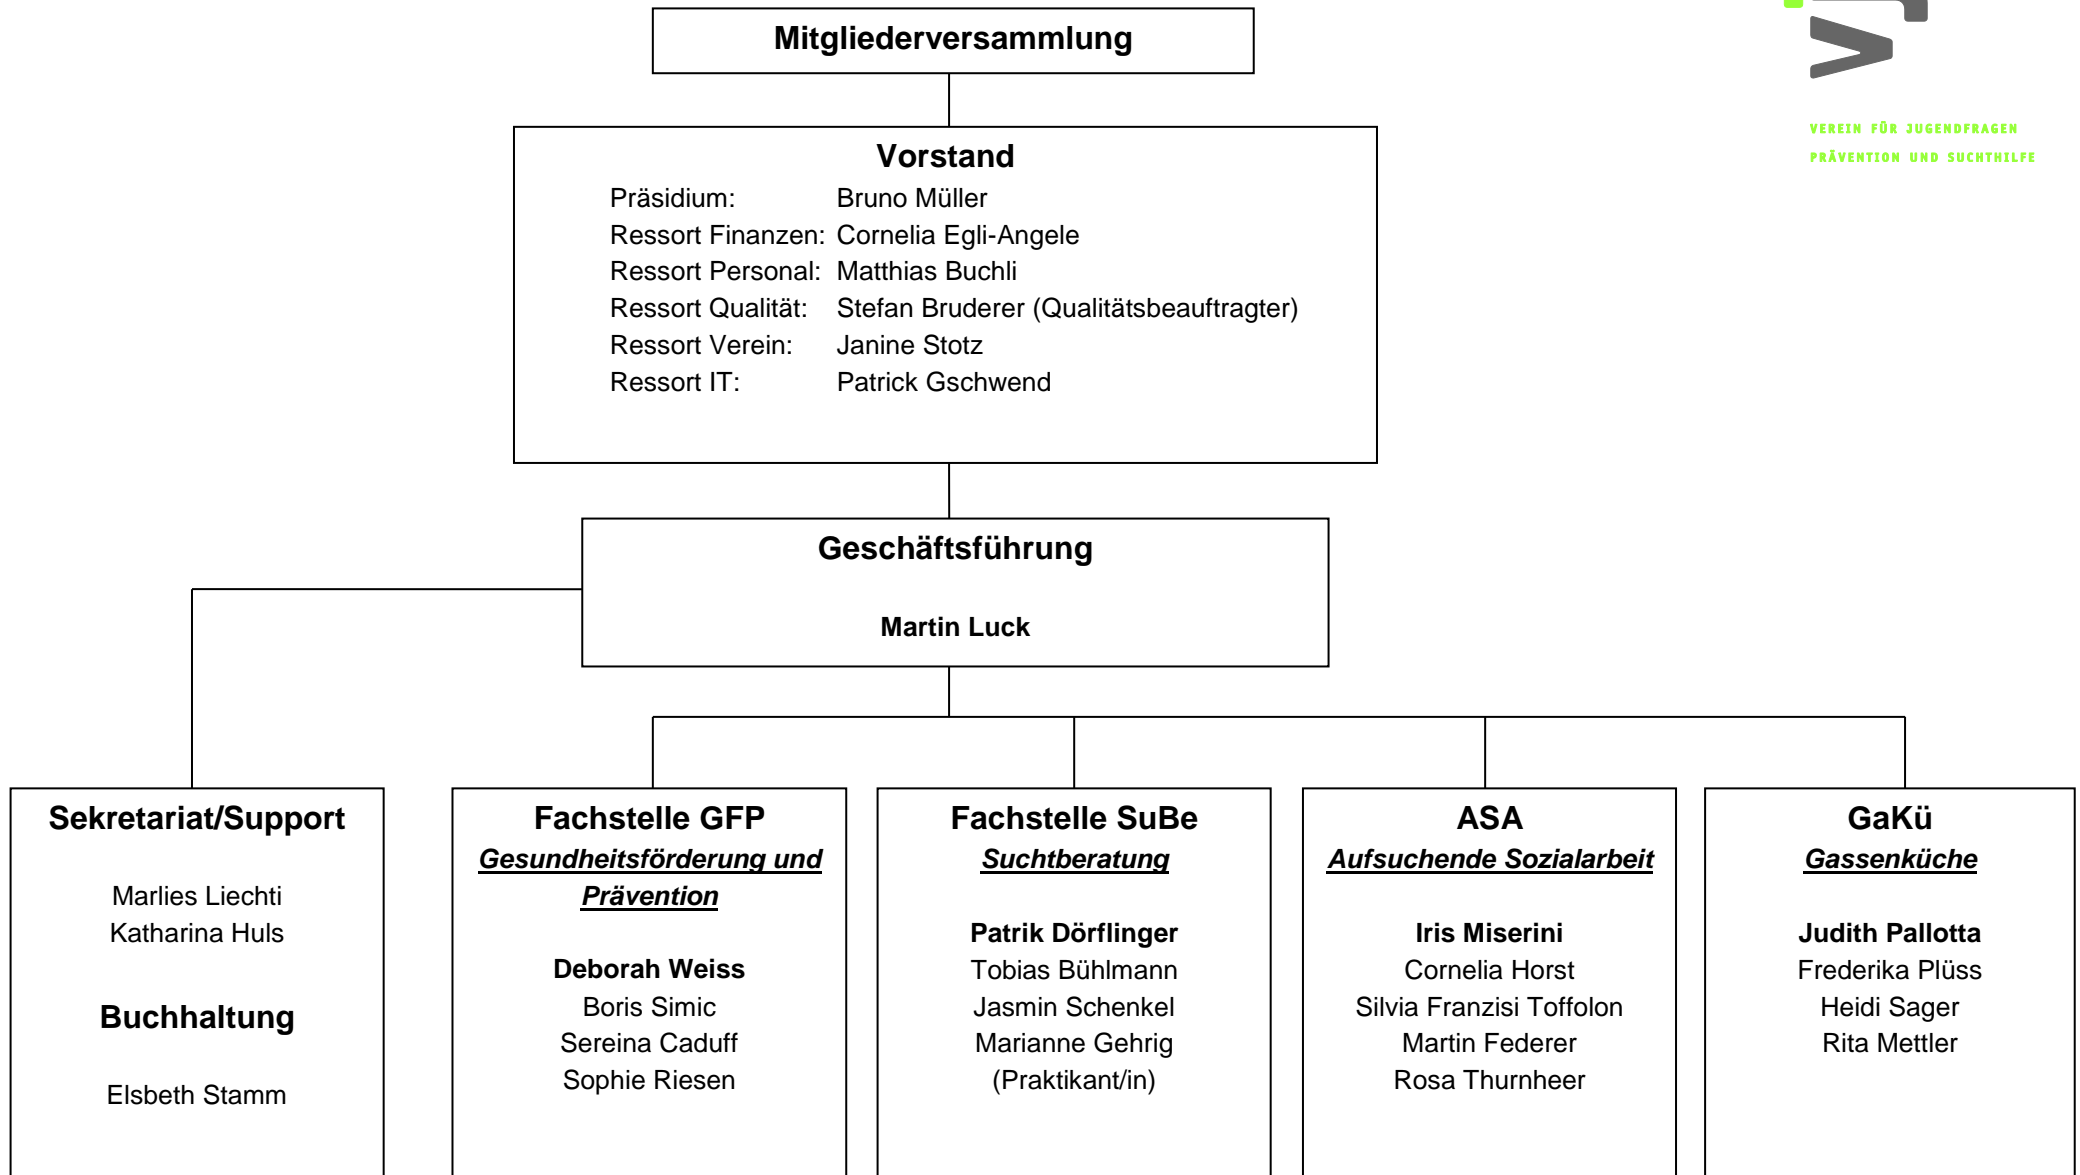 Mitgliederversammlung
VEREIN FÜR JUGENDFRAGEN
PRÄVENTION UND SUCHTHILFE
Vorstand
Präsidium: Bruno Müller
Ressort Finanzen: Cornelia Egli-Angele
Ressort Personal: Matthias Buchli
Ressort Qualität: Stefan Bruderer (Qualitätsbeauftragter)
Ressort Verein: Janine Stotz
Ressort IT: Patrick Gschwend
Geschäftsführung
Martin Luck
Sekretariat/Support
Marlies Liechti
Katharina Huls
Buchhaltung
Elsbeth Stamm
Fachstelle GFP
Gesundheitsförderung und
Prävention
Deborah Weiss
Boris Simic
Sereina Caduff
Sophie Riesen
Fachstelle SuBe
Suchtberatung
Patrik Dörflinger
Tobias Bühlmann
Jasmin Schenkel
Marianne Gehrig
(Praktikant/in)
ASA
Aufsuchende Sozialarbeit
Iris Miserini
Cornelia Horst
Silvia Franzisi Toffolon
Martin Federer
Rosa Thurnheer
GaKü
Gassenküche
Judith Pallotta
Frederika Plüss
Heidi Sager
Rita Mettler